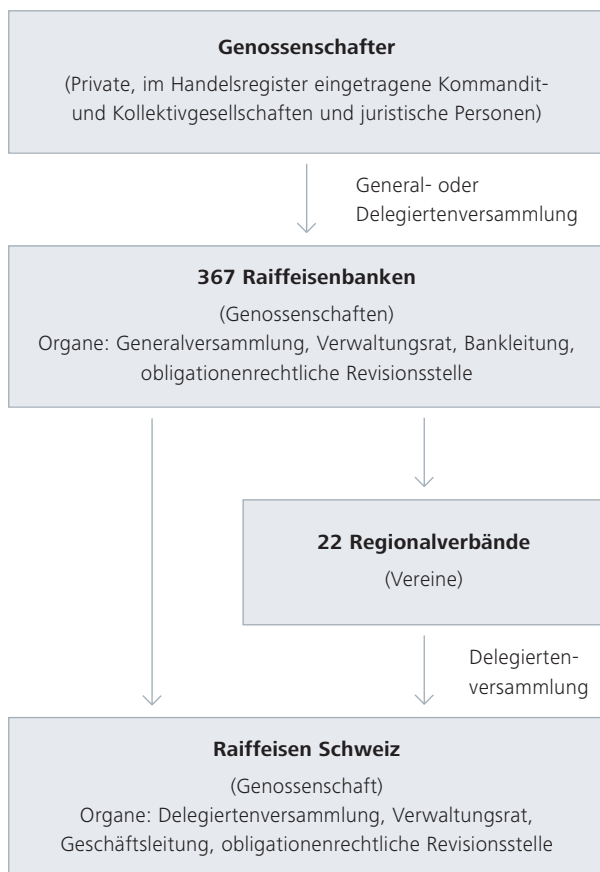 Genossenschafter
(Private, im Handelsregister eingetragene Kommandit-
und Kollektivgesellschaften und juristische Personen)
General- oder
Delegiertenversammlung
367 Raiffeisenbanken
(Genossenschaften)
Organe: Generalversammlung, Verwaltungsrat, Bankleitung,
obligationenrechtliche Revisionsstelle
22 Regionalverbände
(Vereine)
Delegierten-
versammlung
Raiffeisen Schweiz
(Genossenschaft)
Organe: Delegiertenversammlung, Verwaltungsrat,
Geschäftsleitung, obligationenrechtliche Revisionsstelle